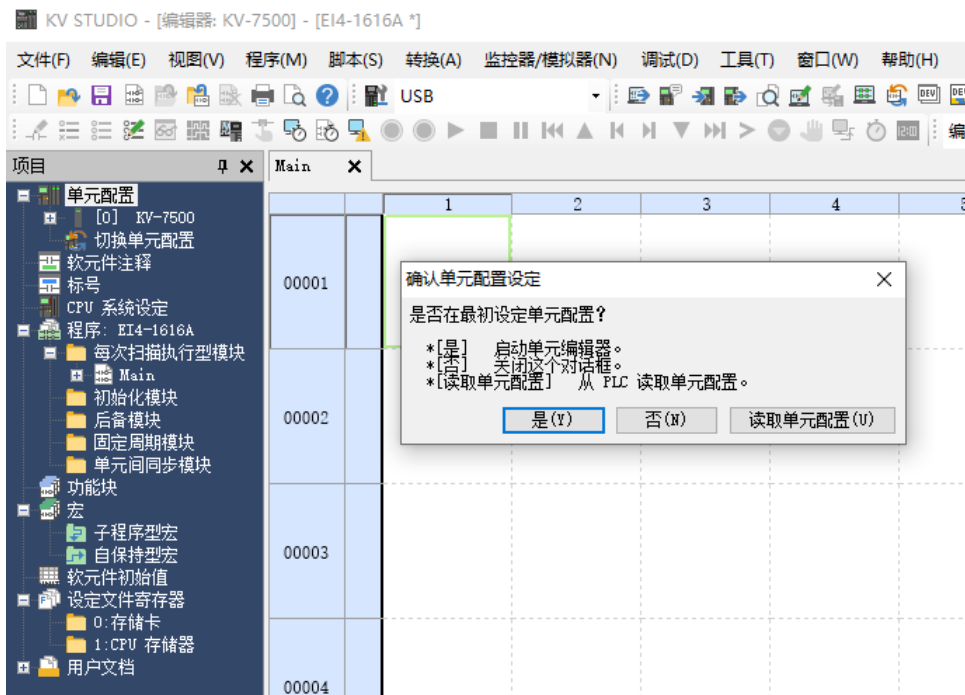 KV STUDIO - [编辑器: KV-7500] - [EI4-1616A *]
文件(F) 编辑(E) 视图(V) 程序(M) 脚本(S) 转换(A) 监控器/模拟器(N) 调试(D) 工具(T) 窗口(W) 帮助(H)
USB
DEV
编
项目
Main
单元配置
[0] KV-7500
切换单元配置
软元件注释
标号
CPU 系统设定
程序: EI4-1616A
每次扫描执行型模块
Main
初始化模块
后备模块
固定周期模块
单元间同步模块
功能块
宏
子程序型宏
自保持型宏
软元件初始值
设定文件寄存器
0:存储卡
1:CPU 存储器
用户文档
1 2 3 4
00001
00002
00003
00004
确认单元配置设定
是否在最初设定单元配置?
*[是] 启动单元编辑器。
*[否] 关闭这个对话框。
*[读取单元配置] 从 PLC 读取单元配置。
是(Y) 否(N) 读取单元配置(U)